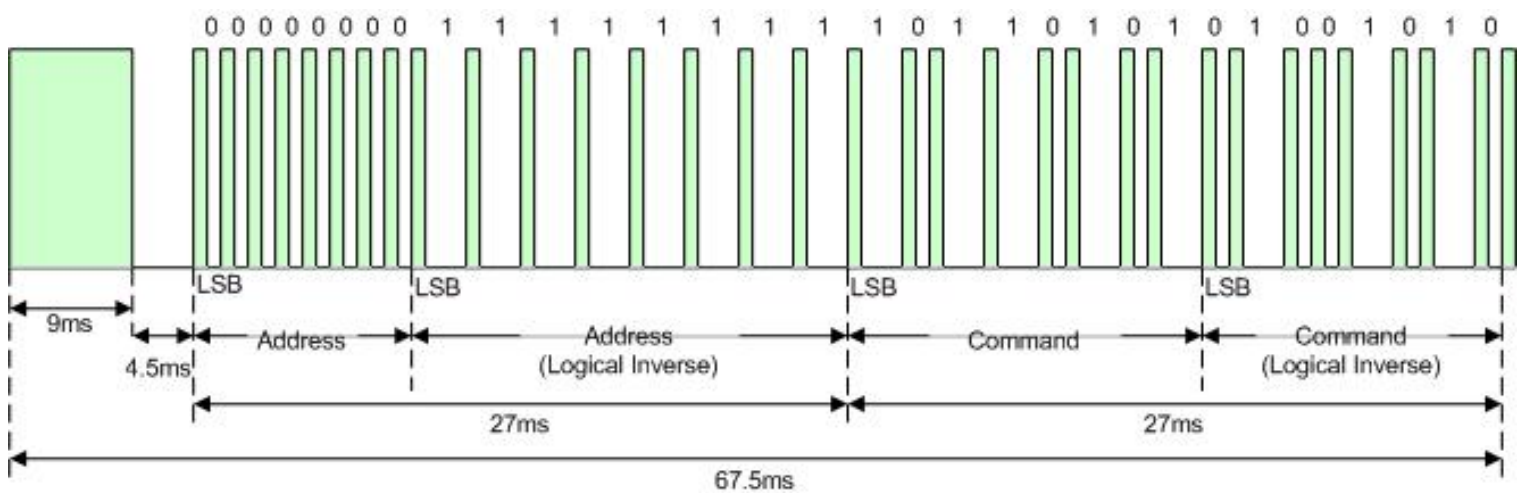 0 0 0 0 0 0 0 0 1 1 1 1 1 1 1 1 1 0 1 1 0 1 0 1 0 1 0 0 1 0 1 0
LSB LSB LSB LSB
9ms Address Address Command Command
4.5ms (Logical Inverse) (Logical Inverse)
27ms 27ms
67.5ms